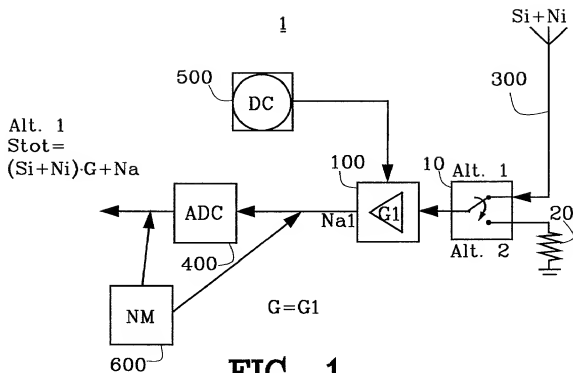 1
Si+Ni
500
DC
300
Alt. 1
Stot=
(Si+Ni)·G+Na
100
10
Alt. 1
ADC
Na1
G1
20
400
Alt. 2
NM
G=G1
600
FIG. 1